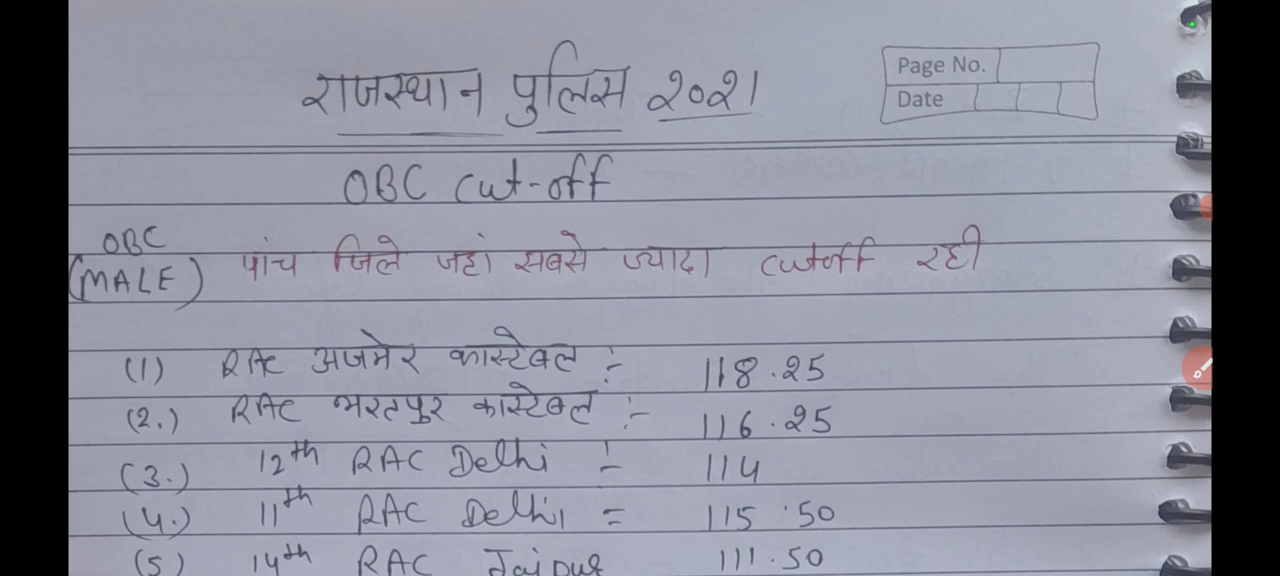 राजस्थान पुलिस २०२१
Page No.
Date
OBC cut-off
OBC
(MALE) पांच जिले जहां सबसे ज्यादा cutoff रही
(1) RAC अजमेर कास्टेबल :- 118.25
(2.) RAC भरतपुर कास्टेबल :- 116.25
(3.) 12th RAC Delhi :- 114
(4.) 11th RAC Delhi = 115.50
(5) 14th RAC Jaipur 111.50